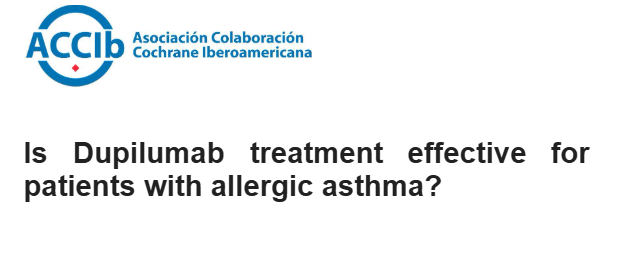 ACCIb
Asociación Colaboración
Cochrane Iberoamericana
Is Dupilumab treatment effective for
patients with allergic asthma?